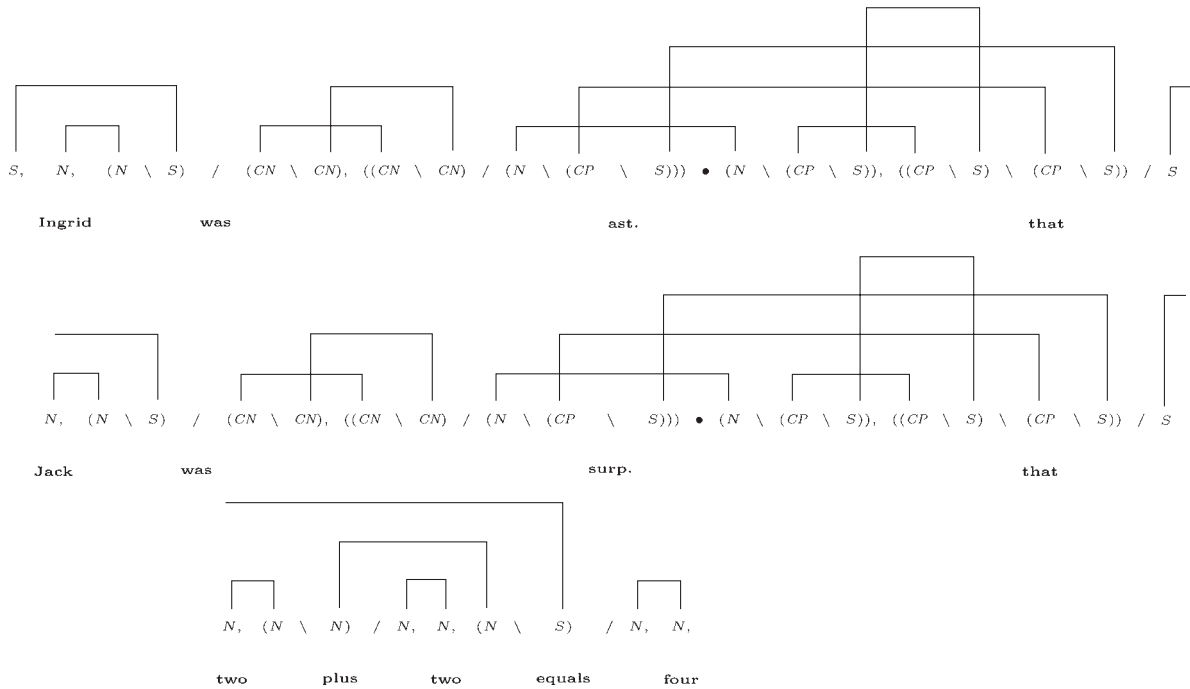 S, N, (N \ S) / (CN \ CN), ((CN \ CN) / (N \ (CP \ S))) • (N \ (CP \ S)), ((CP \ S) \ (CP \ S)) / S
Ingrid was ast. that
N, (N \ S) / (CN \ CN), ((CN \ CN) / (N \ (CP \ S))) • (N \ (CP \ S)), ((CP \ S) \ (CP \ S)) / S
Jack was surp. that
N, (N \ N) / N, N, (N \ S) / N, N,
two plus two equals four